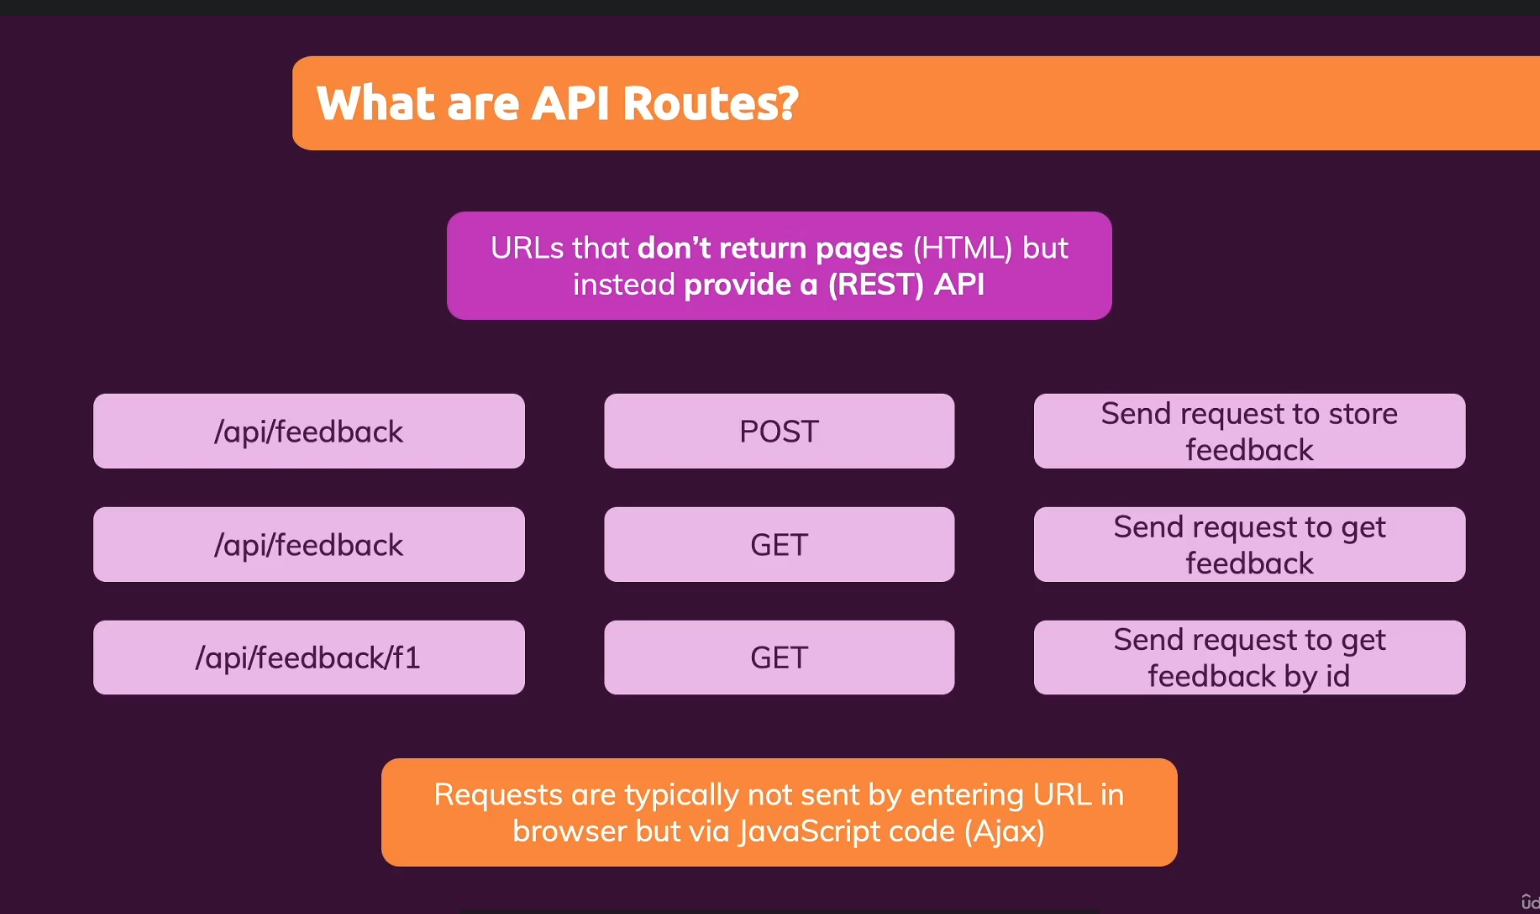 What are API Routes?
URLs that don't return pages (HTML) but
instead provide a (REST) API
/api/feedback
POST
Send request to store
feedback
/api/feedback
GET
Send request to get
feedback
/api/feedback/f1
GET
Send request to get
feedback by id
Requests are typically not sent by entering URL in
browser but via JavaScript code (Ajax)